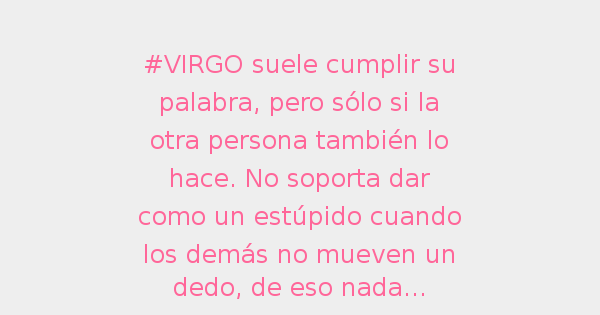 #VIRGO suele cumplir su
palabra, pero sólo si la
otra persona también lo
hace. No soporta dar
como un estúpido cuando
los demás no mueven un
dedo, de eso nada...